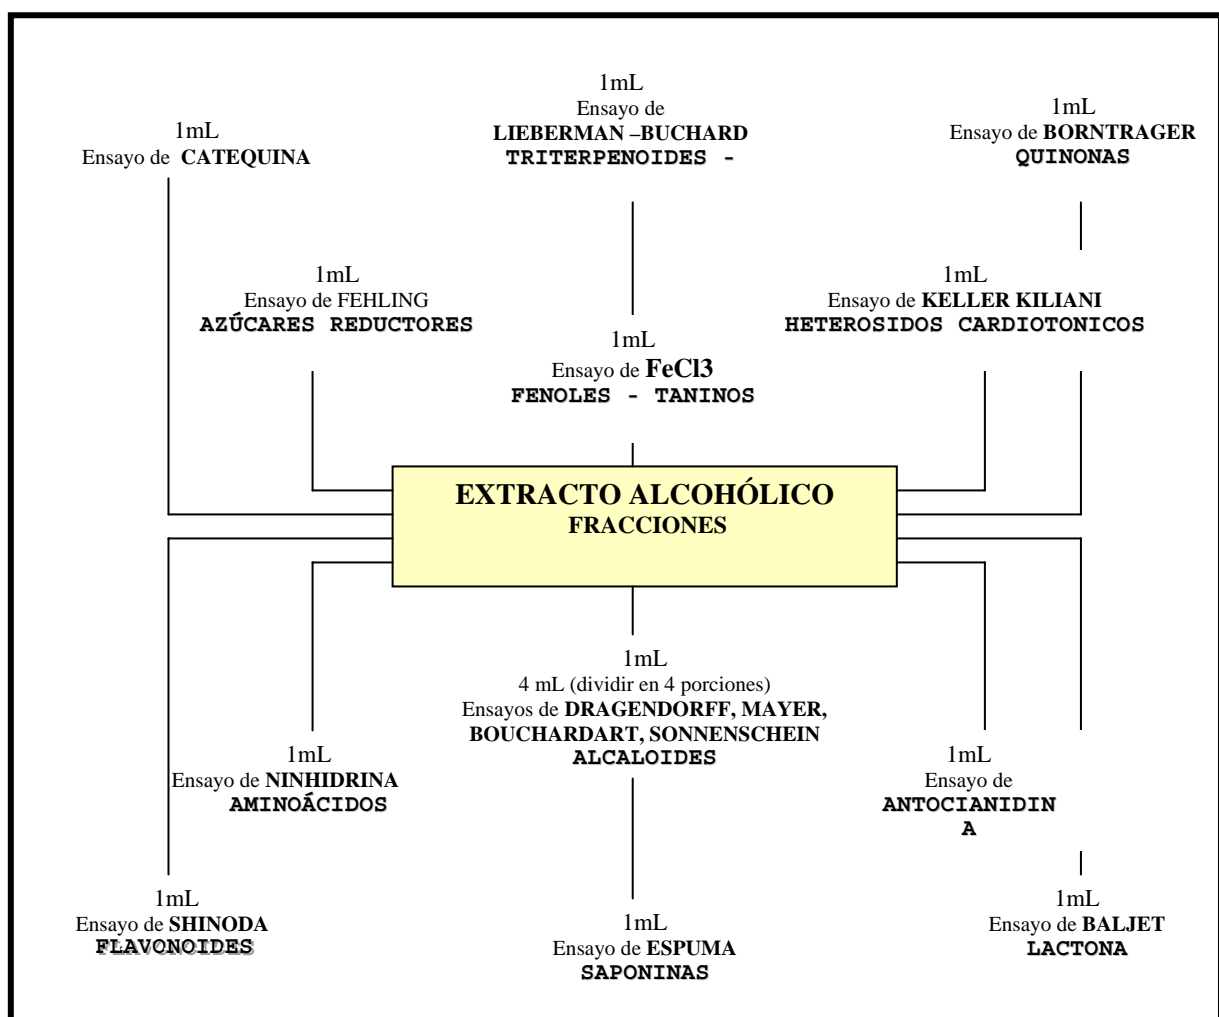 1mL
Ensayo de CATEQUINA
1mL
Ensayo de
LIEBERMAN –BUCHARD
TRITERPENOIDES -
1mL
Ensayo de BORNTRAGER
QUINONAS
1mL
Ensayo de FEHLING
AZÚCARES REDUCTORES
1mL
Ensayo de FeCl3
FENOLES - TANINOS
1mL
Ensayo de KELLER KILIANI
HETEROSIDOS CARDIOTONICOS
EXTRACTO ALCOHÓLICO
FRACCIONES
1mL
Ensayo de NINHIDRINA
AMINOÁCIDOS
1mL
4 mL (dividir en 4 porciones)
Ensayos de DRAGENDORFF, MAYER,
BOUCHARDART, SONNENSCHEIN
ALCALOIDES
1mL
Ensayo de
ANTOCIANIDIN
A
1mL
Ensayo de SHINODA
FLAVONOIDES
1mL
Ensayo de ESPUMA
SAPONINAS
1mL
Ensayo de BALJET
LACTONA